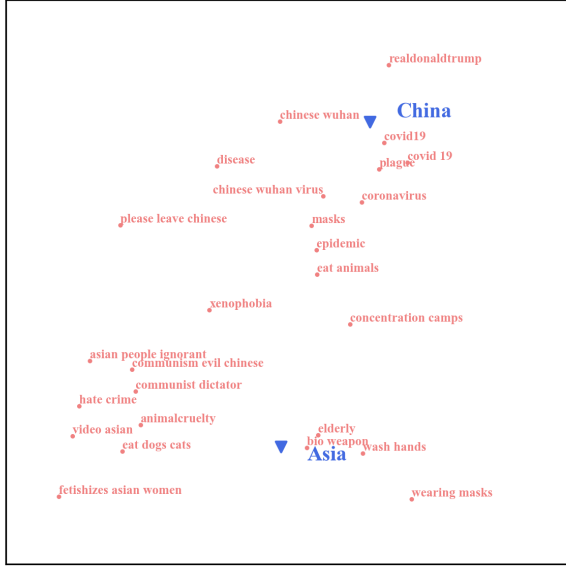 realdonaldtrump
China
chinese wuhan
covid19
covid 19
disease
plague
chinese wuhan virus
coronavirus
please leave chinese
masks
epidemic
eat animals
xenophobia
concentration camps
asian people ignorant
communism evil chinese
communist dictator
hate crime
animalcruelty
video asian
elderly
bio weapon
eat dogs cats
wash hands
Asia
fetishizes asian women
wearing masks